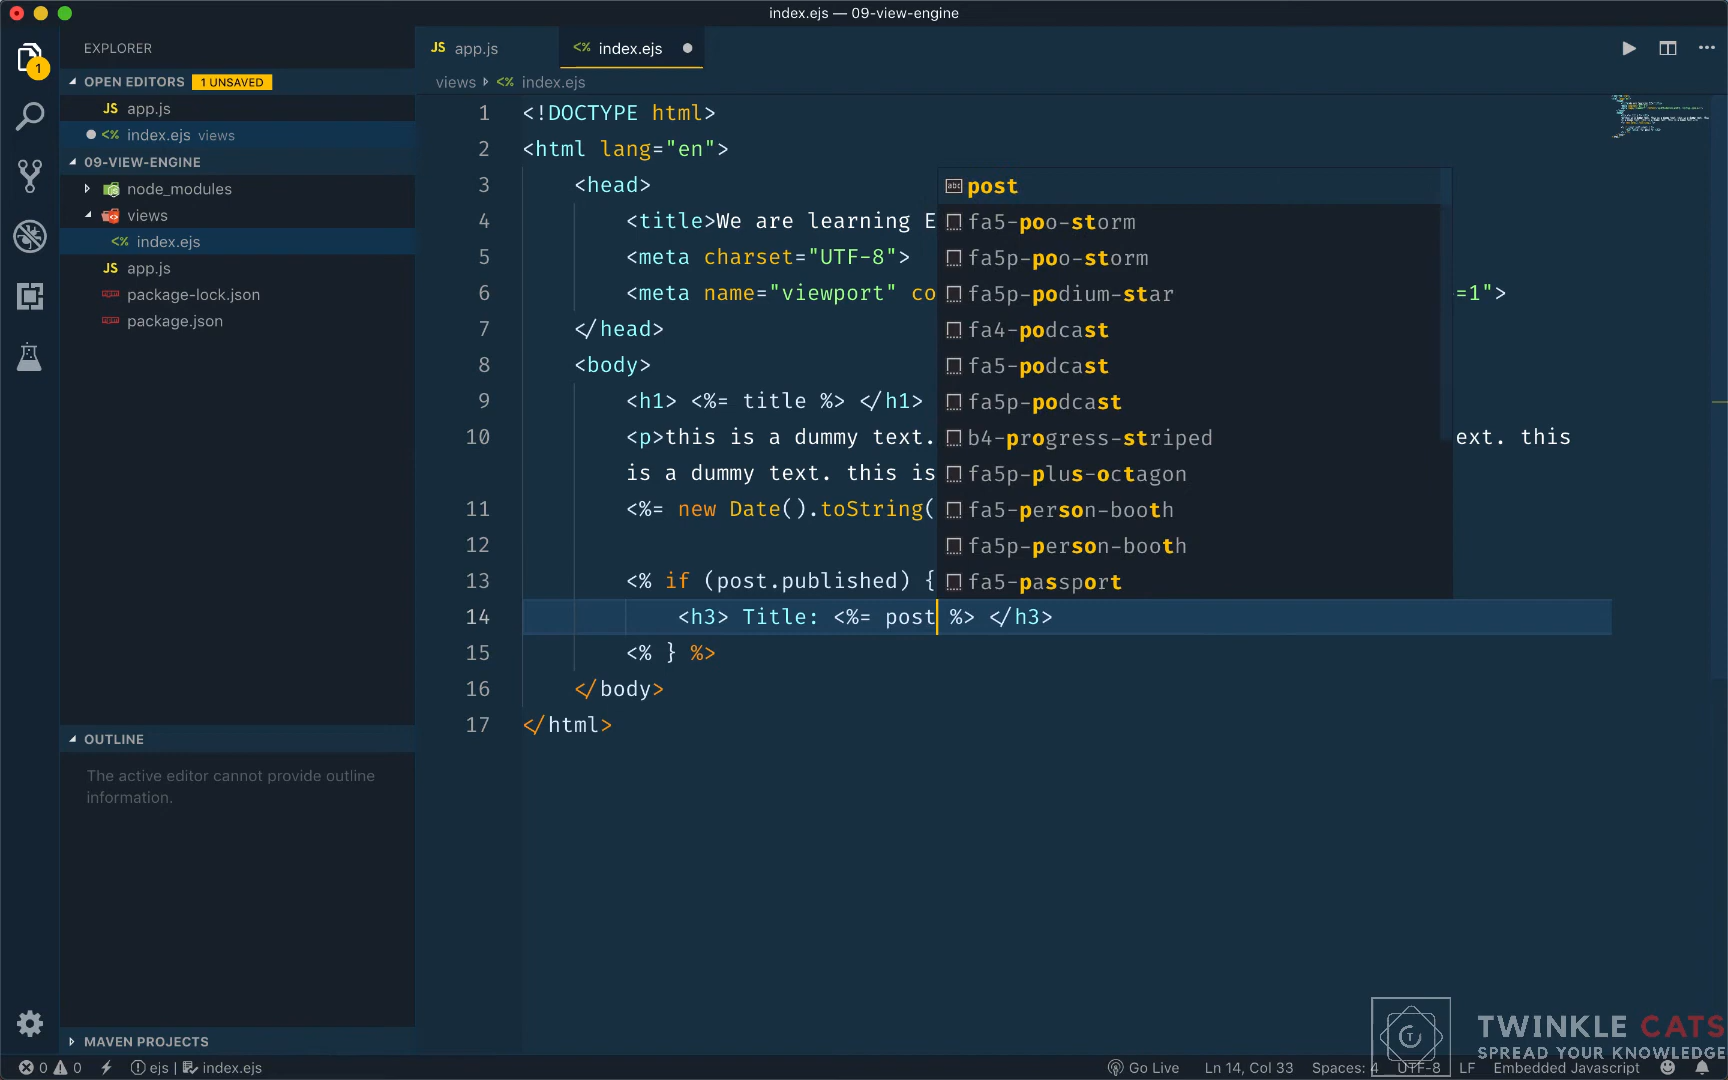 index.ejs — 09-view-engine
EXPLORER
OPEN EDITORS 1 UNSAVED
JS app.js
<% index.ejs views
09-VIEW-ENGINE
node_modules
views
<% index.ejs
JS app.js
package-lock.json
package.json
OUTLINE
The active editor cannot provide outline
information.
MAVEN PROJECTS
1
JS app.js
<% index.ejs
views <% index.ejs
1 <!DOCTYPE html>
2 <html lang="en">
3 <head>
4 <title>We are learning E
5 <meta charset="UTF-8">
6 <meta name="viewport" co =1">
7 </head>
8 <body>
9 <h1> <%= title %> </h1>
10 <p>this is a dummy text. ext. this
is a dummy text. this is
11 <%= new Date().toString(
12
13 <% if (post.published) {
14 <h3> Title: <%= post %> </h3>
15 <% } %>
16 </body>
17 </html>
abc post
fa5-poo-storm
fa5p-poo-storm
fa5p-podium-star
fa4-podcast
fa5-podcast
fa5p-podcast
b4-progress-striped
fa5p-plus-octagon
fa5-person-booth
fa5p-person-booth
fa5-passport
TWINKLE CATS
SPREAD YOUR KNOWLEDGE
0 0 ejs | index.ejs
Go Live Ln 14, Col 33 Spaces: 4 UTF-8 LF Embedded Javascript